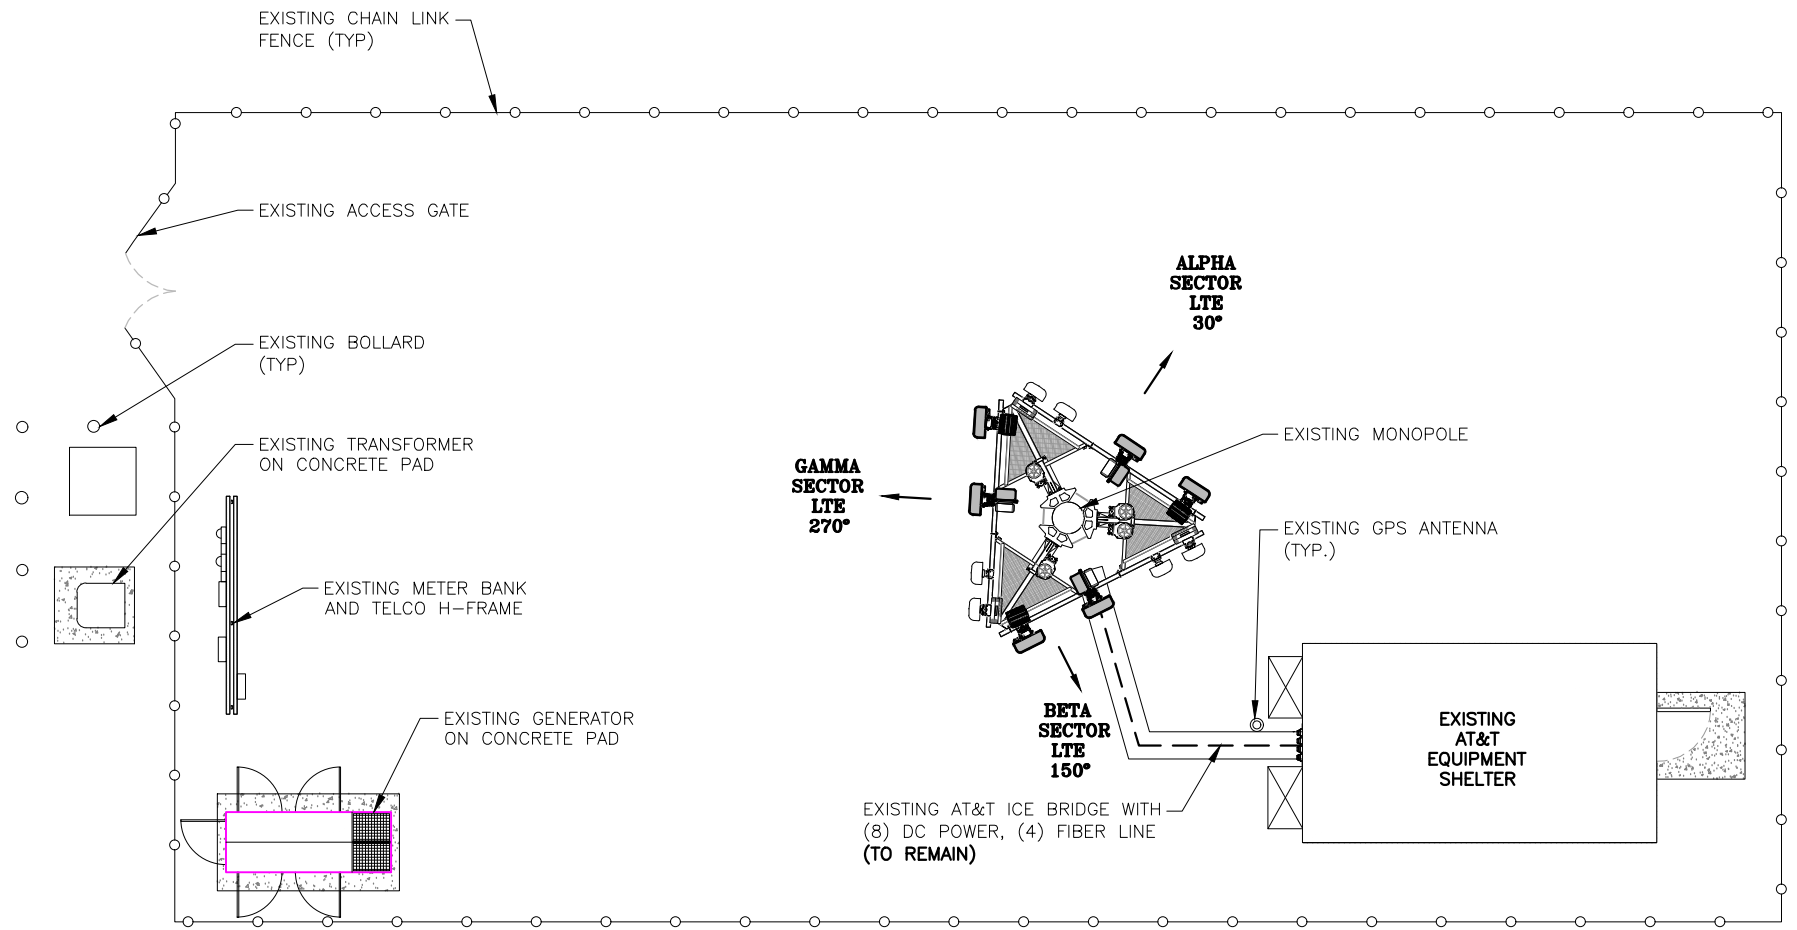 EXISTING CHAIN LINK
FENCE (TYP)
EXISTING ACCESS GATE
ALPHA
SECTOR
LTE
30°
EXISTING BOLLARD
(TYP)
EXISTING TRANSFORMER
ON CONCRETE PAD
EXISTING MONOPOLE
GAMMA
SECTOR
LTE
270°
EXISTING GPS ANTENNA
(TYP.)
EXISTING METER BANK
AND TELCO H-FRAME
EXISTING GENERATOR
ON CONCRETE PAD
BETA
SECTOR
LTE
150°
EXISTING
AT&T
EQUIPMENT
SHELTER
EXISTING AT&T ICE BRIDGE WITH
(8) DC POWER, (4) FIBER LINE
(TO REMAIN)